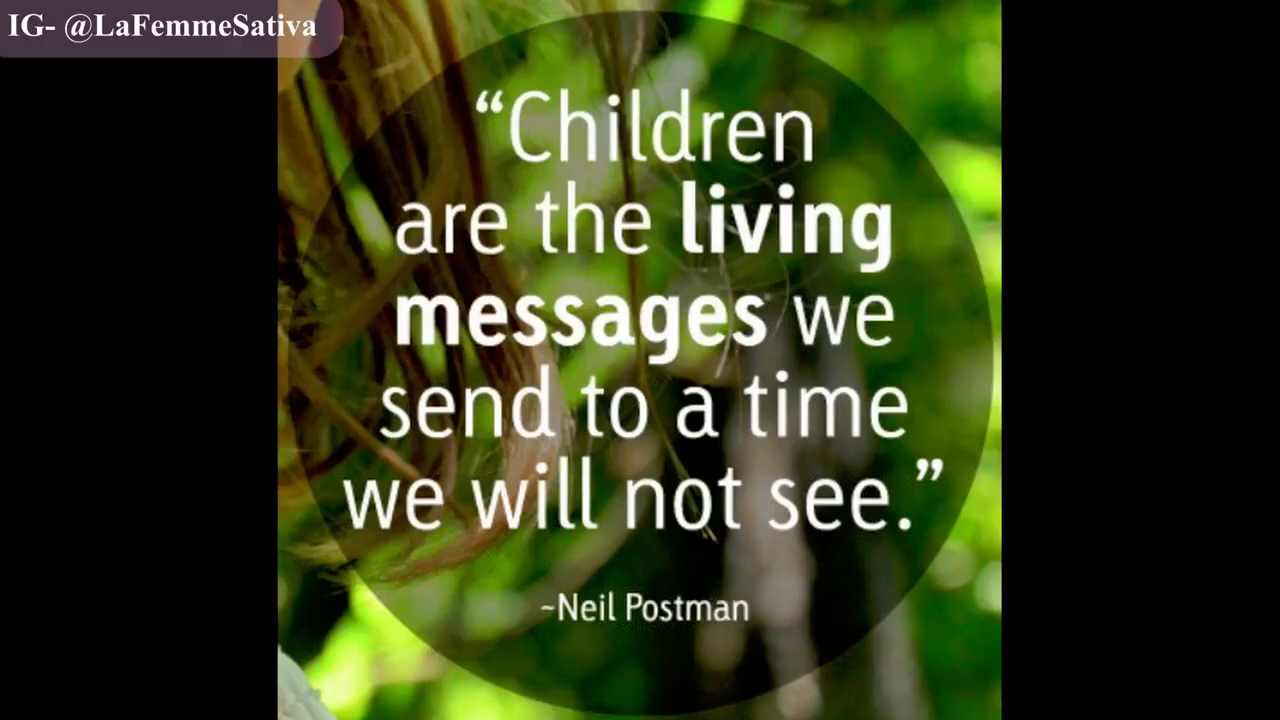 IG- @LaFemmeSativa
“Children
are the living
messages we
send to a time
we will not see.”
~Neil Postman